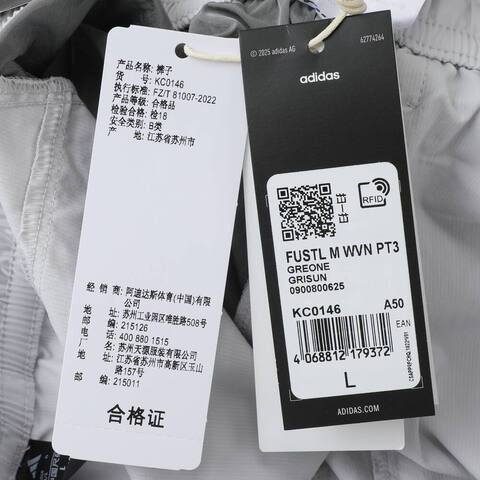 产品名称: 裤子
货 号: KC0146
执行标准: FZ/T 81007-2022
产品等级: 合格品
检验合格: 检18
安全类别: B类
产 地: 江苏省苏州市
经 销 商: 阿迪达斯体育(中国)有限
公司
地 址: 苏州工业园区唯胜路508号
邮 编: 215126
电 话: 400 880 1515
制 造 厂: 苏州天源服装有限公司
地 址: 江苏省苏州市高新区玉山
路157号
邮 编: 215011
合格证
© 2025 adidas AG
62774264
adidas
RFID
FUSTL M WVN PT3
GREONE
GRISUN
0900800625
KC0146 A50
EAN
4068812179372
L
ADIDAS.COM
L